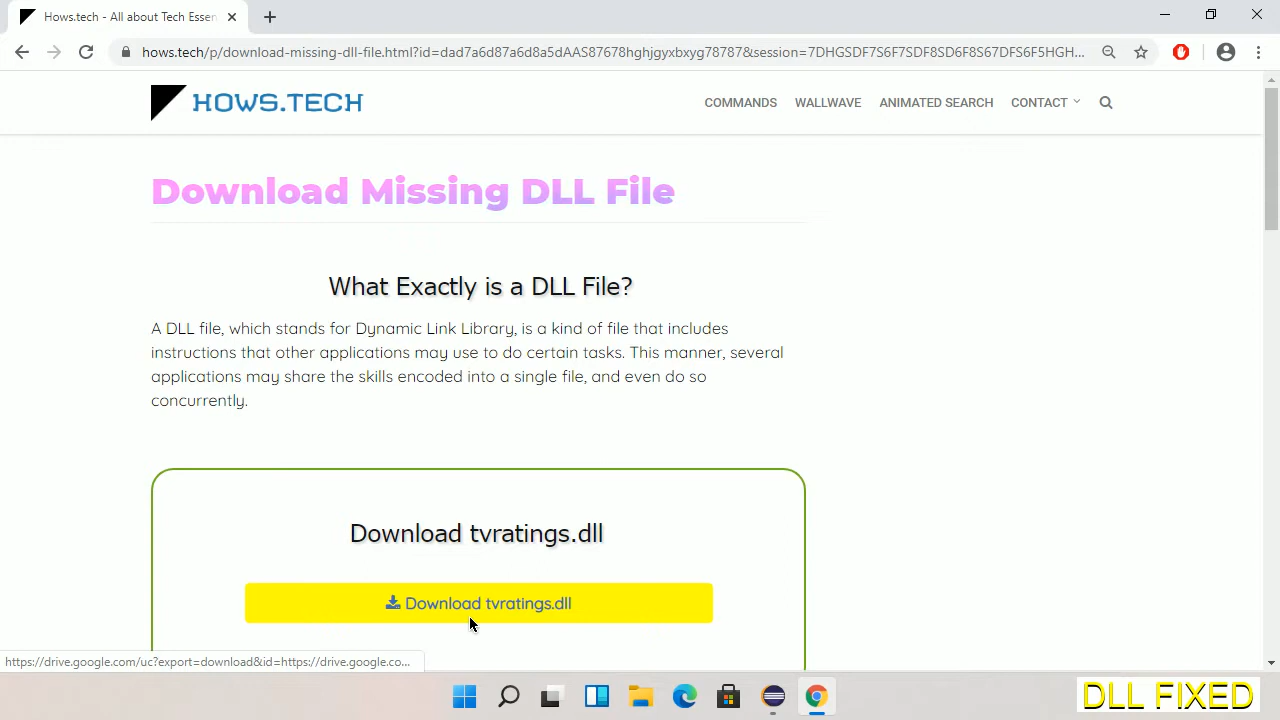 Hows.tech - All about Tech Essen
hows.tech/p/download-missing-dll-file.html?id=dad7a6d87a6d8a5dAAS87678hghjgyxbxyg78787&session=7DHGSDF7S6F7SDF8SD6F8S67DFS6F5HGH...
HOWS.TECH
COMMANDS WALLWAVE ANIMATED SEARCH CONTACT
Download Missing DLL File
What Exactly is a DLL File?
A DLL file, which stands for Dynamic Link Library, is a kind of file that includes
instructions that other applications may use to do certain tasks. This manner, several
applications may share the skills encoded into a single file, and even do so
concurrently.
Download tvratings.dll
Download tvratings.dll
https://drive.google.com/uc?export=download&id=https://drive.google.co...
DLL FIXED